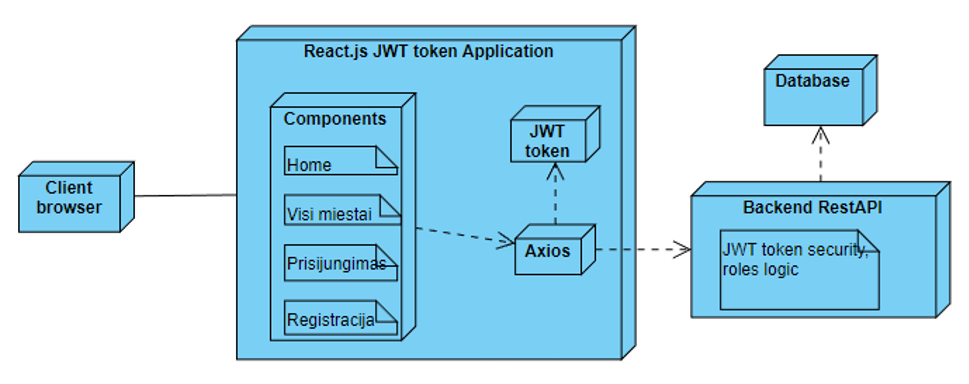 React.js JWT token Application
Components
Home
Visi miestai
Prisijungimas
Registracija
JWT
token
Axios
Client
browser
Database
Backend RestAPI
JWT token security,
roles logic